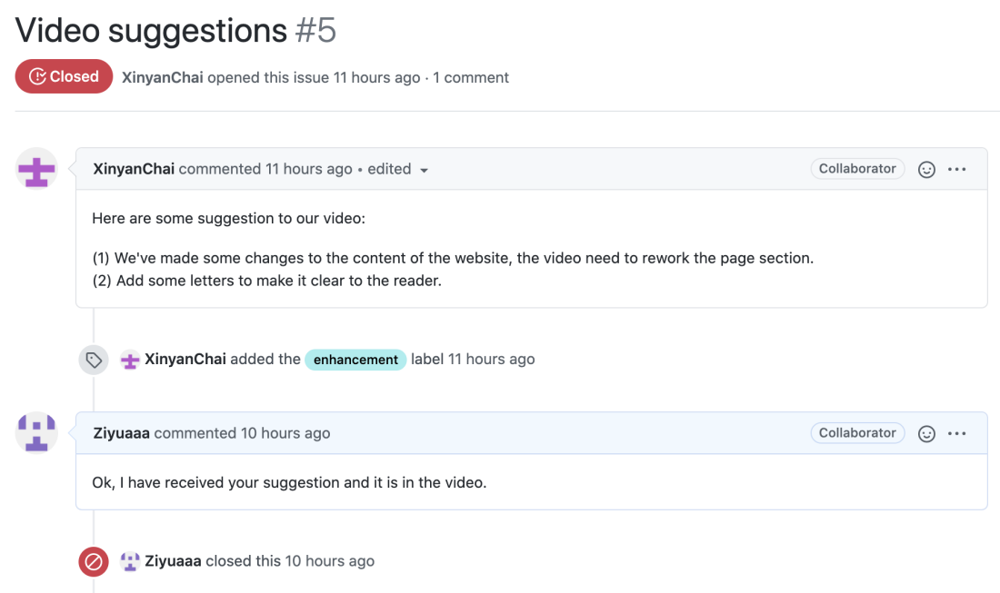 Video suggestions #5
Closed XinyanChai opened this issue 11 hours ago · 1 comment
XinyanChai commented 11 hours ago • edited Collaborator
Here are some suggestion to our video:
(1) We've made some changes to the content of the website, the video need to rework the page section.
(2) Add some letters to make it clear to the reader.
XinyanChai added the enhancement label 11 hours ago
Ziyuaaa commented 10 hours ago Collaborator
Ok, I have received your suggestion and it is in the video.
Ziyuaaa closed this 10 hours ago